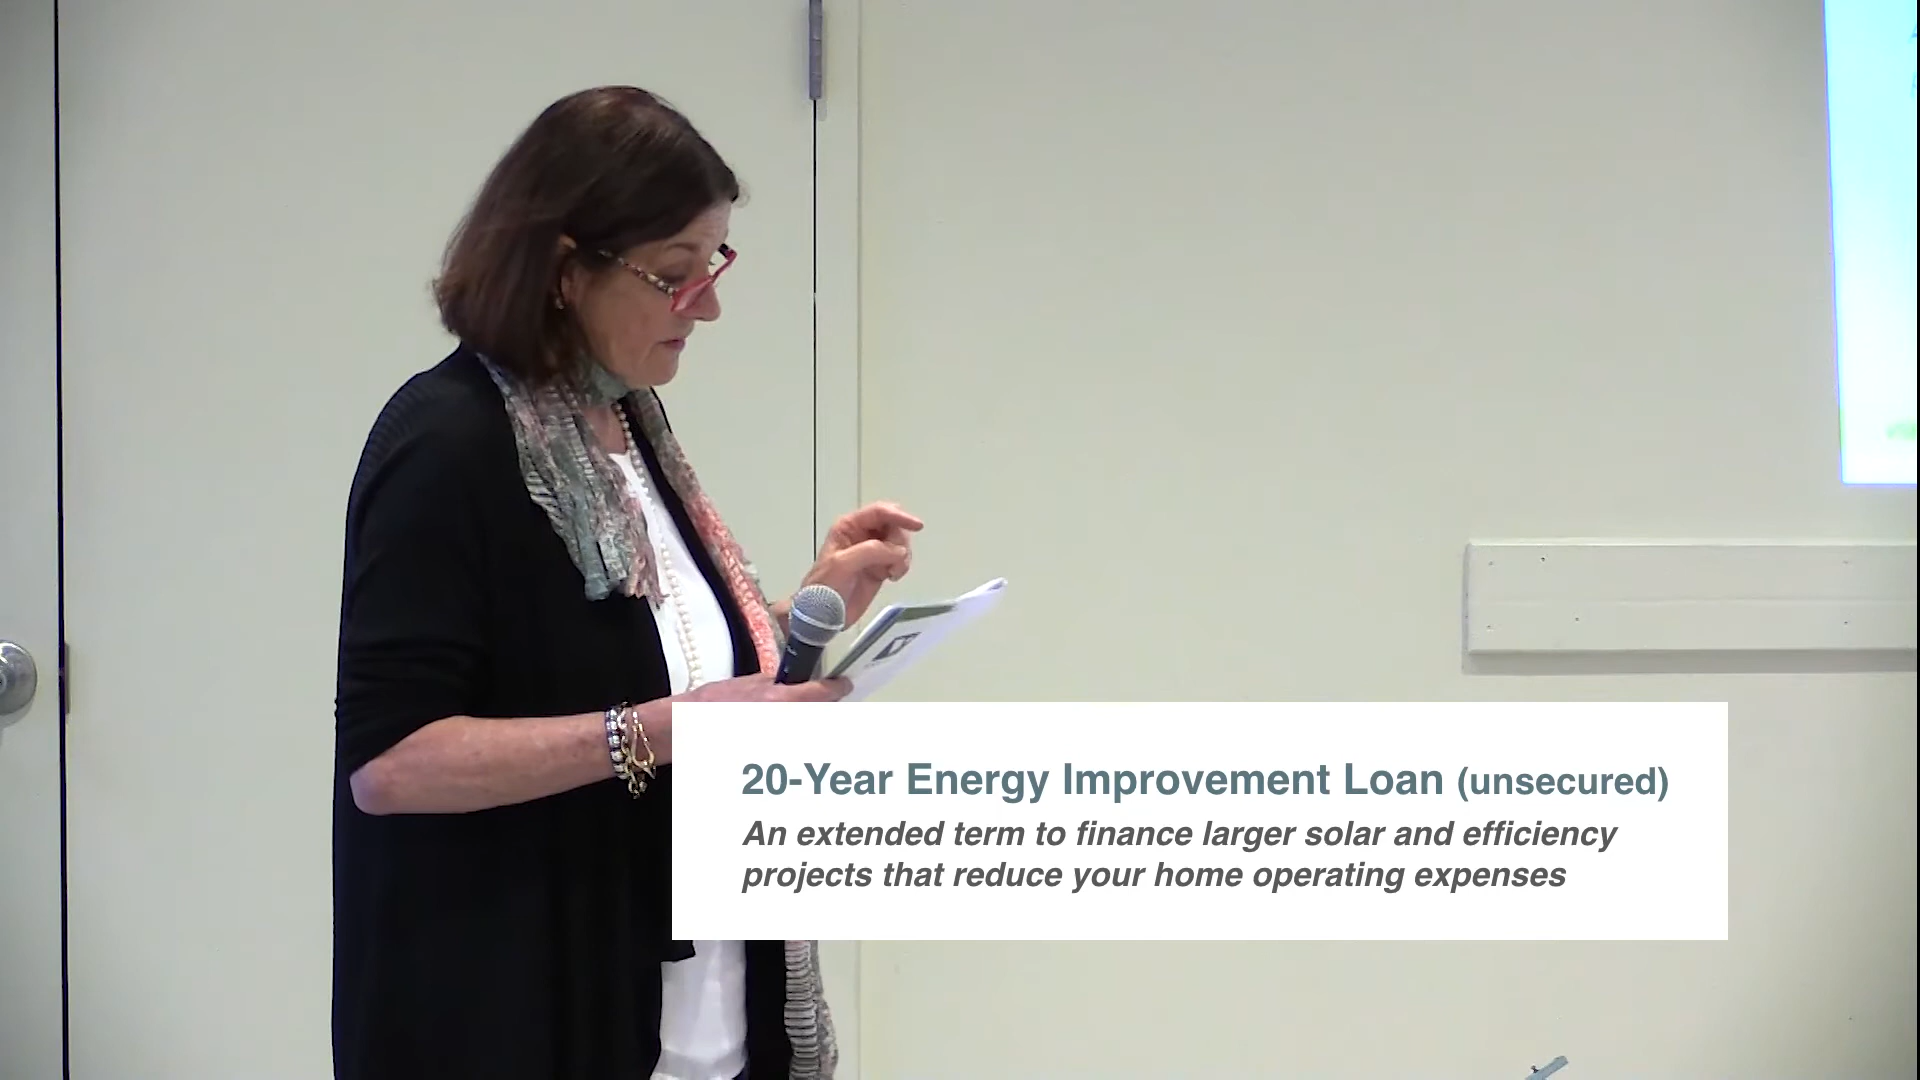 20-Year Energy Improvement Loan (unsecured)
An extended term to finance larger solar and efficiency
projects that reduce your home operating expenses